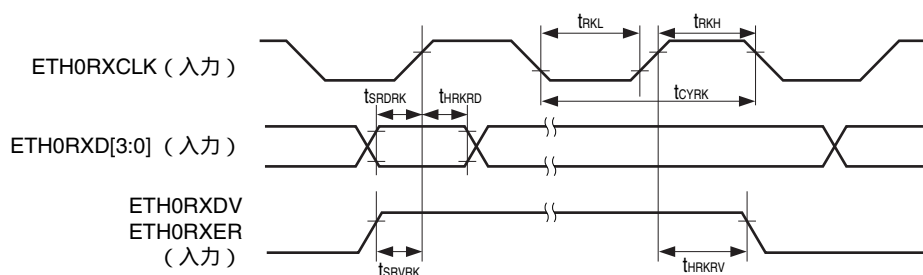 tRKL
tRKH
ETH0RXCLK（入力）
tSRDRK
tHRKRD
tCYRK
ETH0RXD[3:0]（入力）
ETH0RXDV
ETH0RXER
（入力）
tSRVRK
tHRKRV